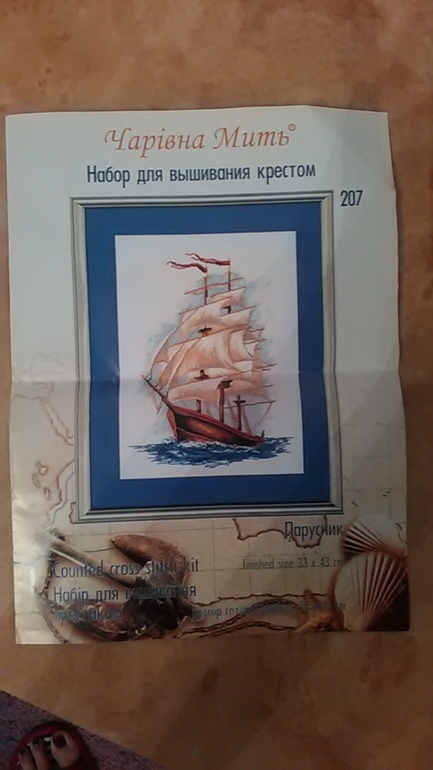 Чарівна Мить©
Набор для вышивания крестом
207
Парусник
Counted cross stitch kit
finished size 33 x 43 cm
Набір для вишивання